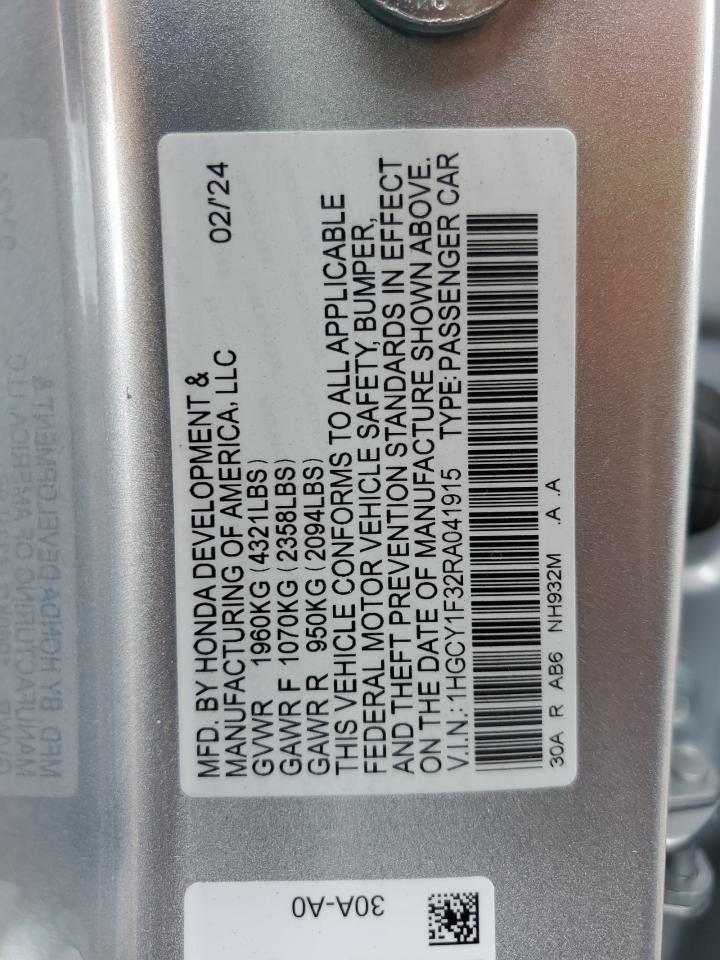 MFD. BY HONDA DEVELOPMENT & 02/'24
MANUFACTURING OF AMERICA, LLC
GVWR 1960KG (4321LBS)
GAWR F 1070KG (2358LBS)
GAWR R 950KG (2094LBS)
THIS VEHICLE CONFORMS TO ALL APPLICABLE
FEDERAL MOTOR VEHICLE SAFETY, BUMPER,
AND THEFT PREVENTION STANDARDS IN EFFECT
ON THE DATE OF MANUFACTURE SHOWN ABOVE.
V.I.N.: 1HGCY1F32RA041915 TYPE: PASSENGER CAR
30A R AB6 NH932M .A .A
30A-A0